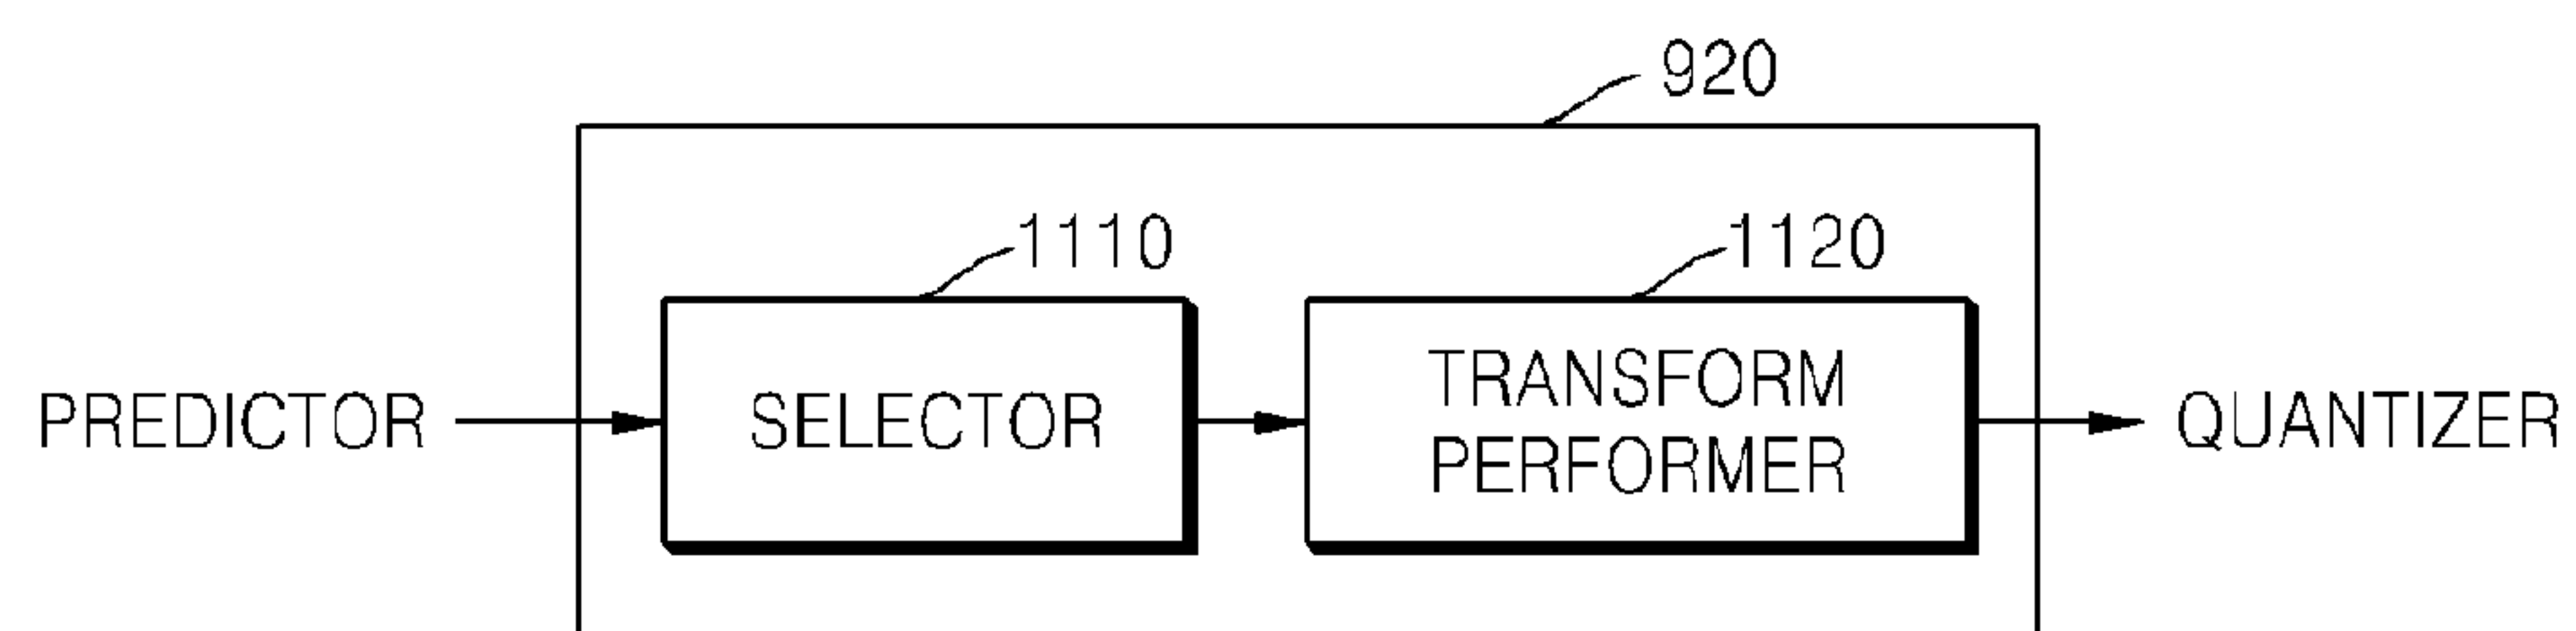 920
1110
1120
PREDICTOR
SELECTOR
TRANSFORM
PERFORMER
QUANTIZER